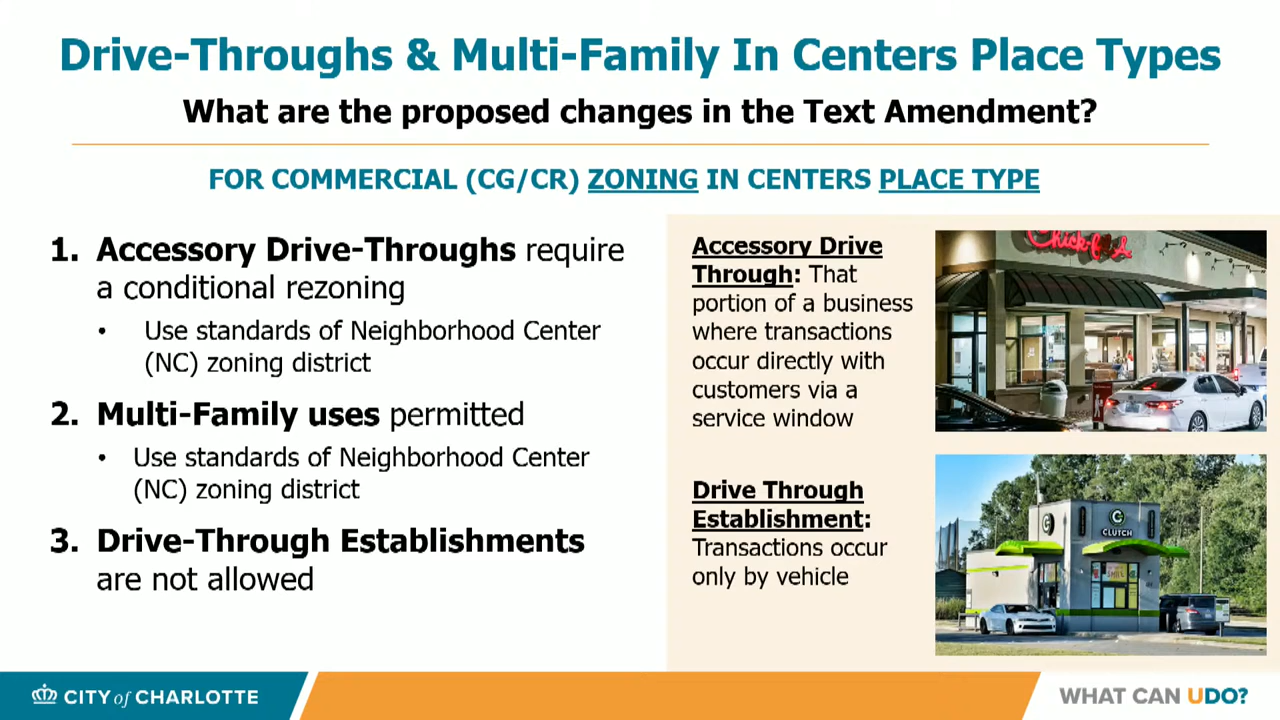 Drive-Throughs & Multi-Family In Centers Place Types
What are the proposed changes in the Text Amendment?
FOR COMMERCIAL (CG/CR) ZONING IN CENTERS PLACE TYPE
1. Accessory Drive-Throughs require
a conditional rezoning
• Use standards of Neighborhood Center
(NC) zoning district
2. Multi-Family uses permitted
• Use standards of Neighborhood Center
(NC) zoning district
3. Drive-Through Establishments
are not allowed
Accessory Drive
Through: That
portion of a business
where transactions
occur directly with
customers via a
service window
Chick-fil-A
Drive Through
Establishment:
Transactions occur
only by vehicle
CLUTCH
CITY of CHARLOTTE
WHAT CAN UDO?